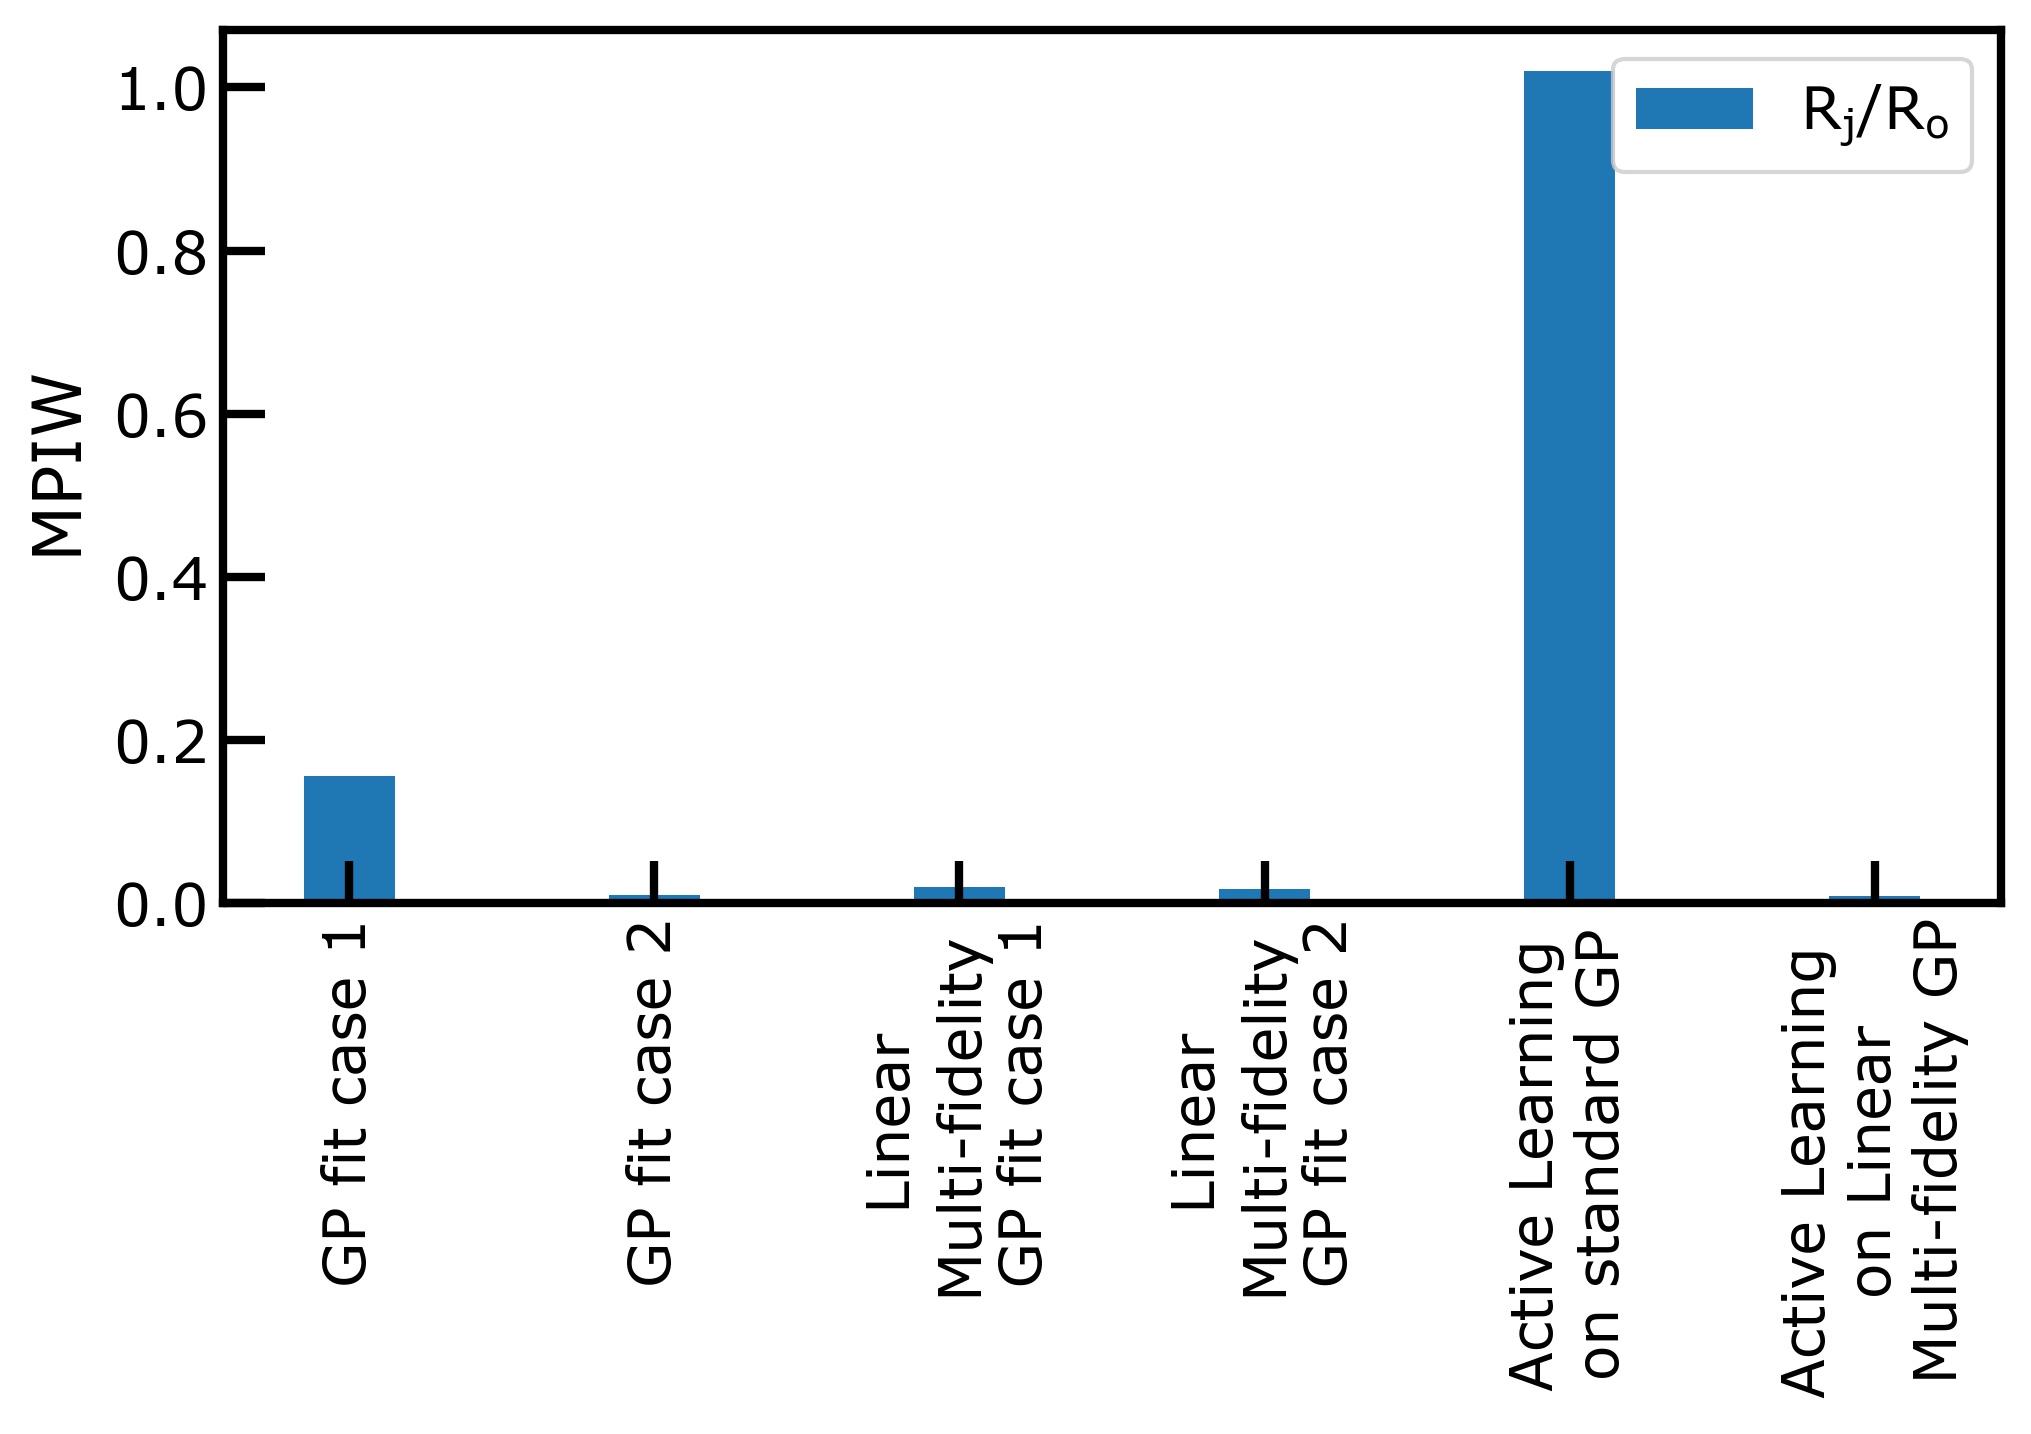 MPIW
1.0
0.8
0.6
0.4
0.2
0.0
Rj/Ro
GP fit case 1
GP fit case 2
Linear
Multi-fidelity
GP fit case 1
Linear
Multi-fidelity
GP fit case 2
Active Learning
on standard GP
Active Learning
on Linear
Multi-fidelity GP